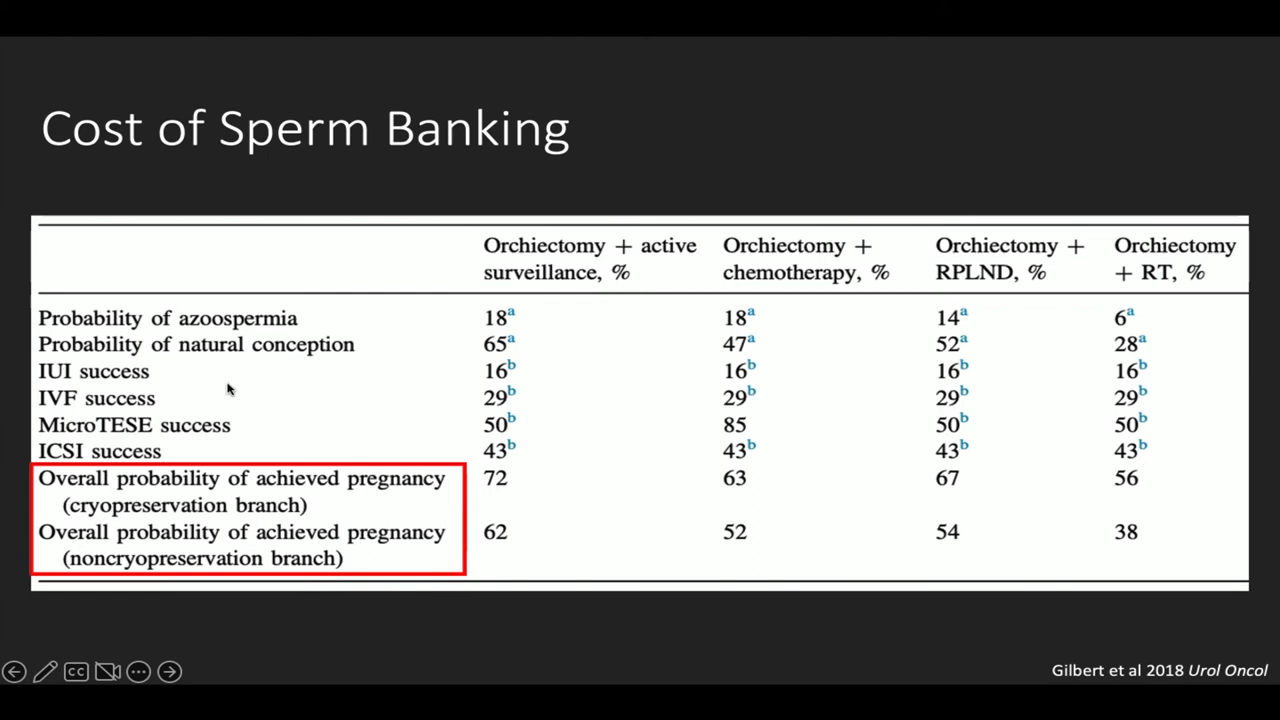 Cost of Sperm Banking
Orchiectomy + active surveillance, % Orchiectomy + chemotherapy, % Orchiectomy + RPLND, % Orchiectomy + RT, %
Probability of azoospermia 18a 18a 14a 6a
Probability of natural conception 65a 47a 52a 28a
IUI success 16b 16b 16b 16b
IVF success 29b 29b 29b 29b
MicroTESE success 50b 85 50b 50b
ICSI success 43b 43b 43b 43b
Overall probability of achieved pregnancy 72 63 67 56
(cryopreservation branch)
Overall probability of achieved pregnancy 62 52 54 38
(noncryopreservation branch)
CC
Gilbert et al 2018 Urol Oncol